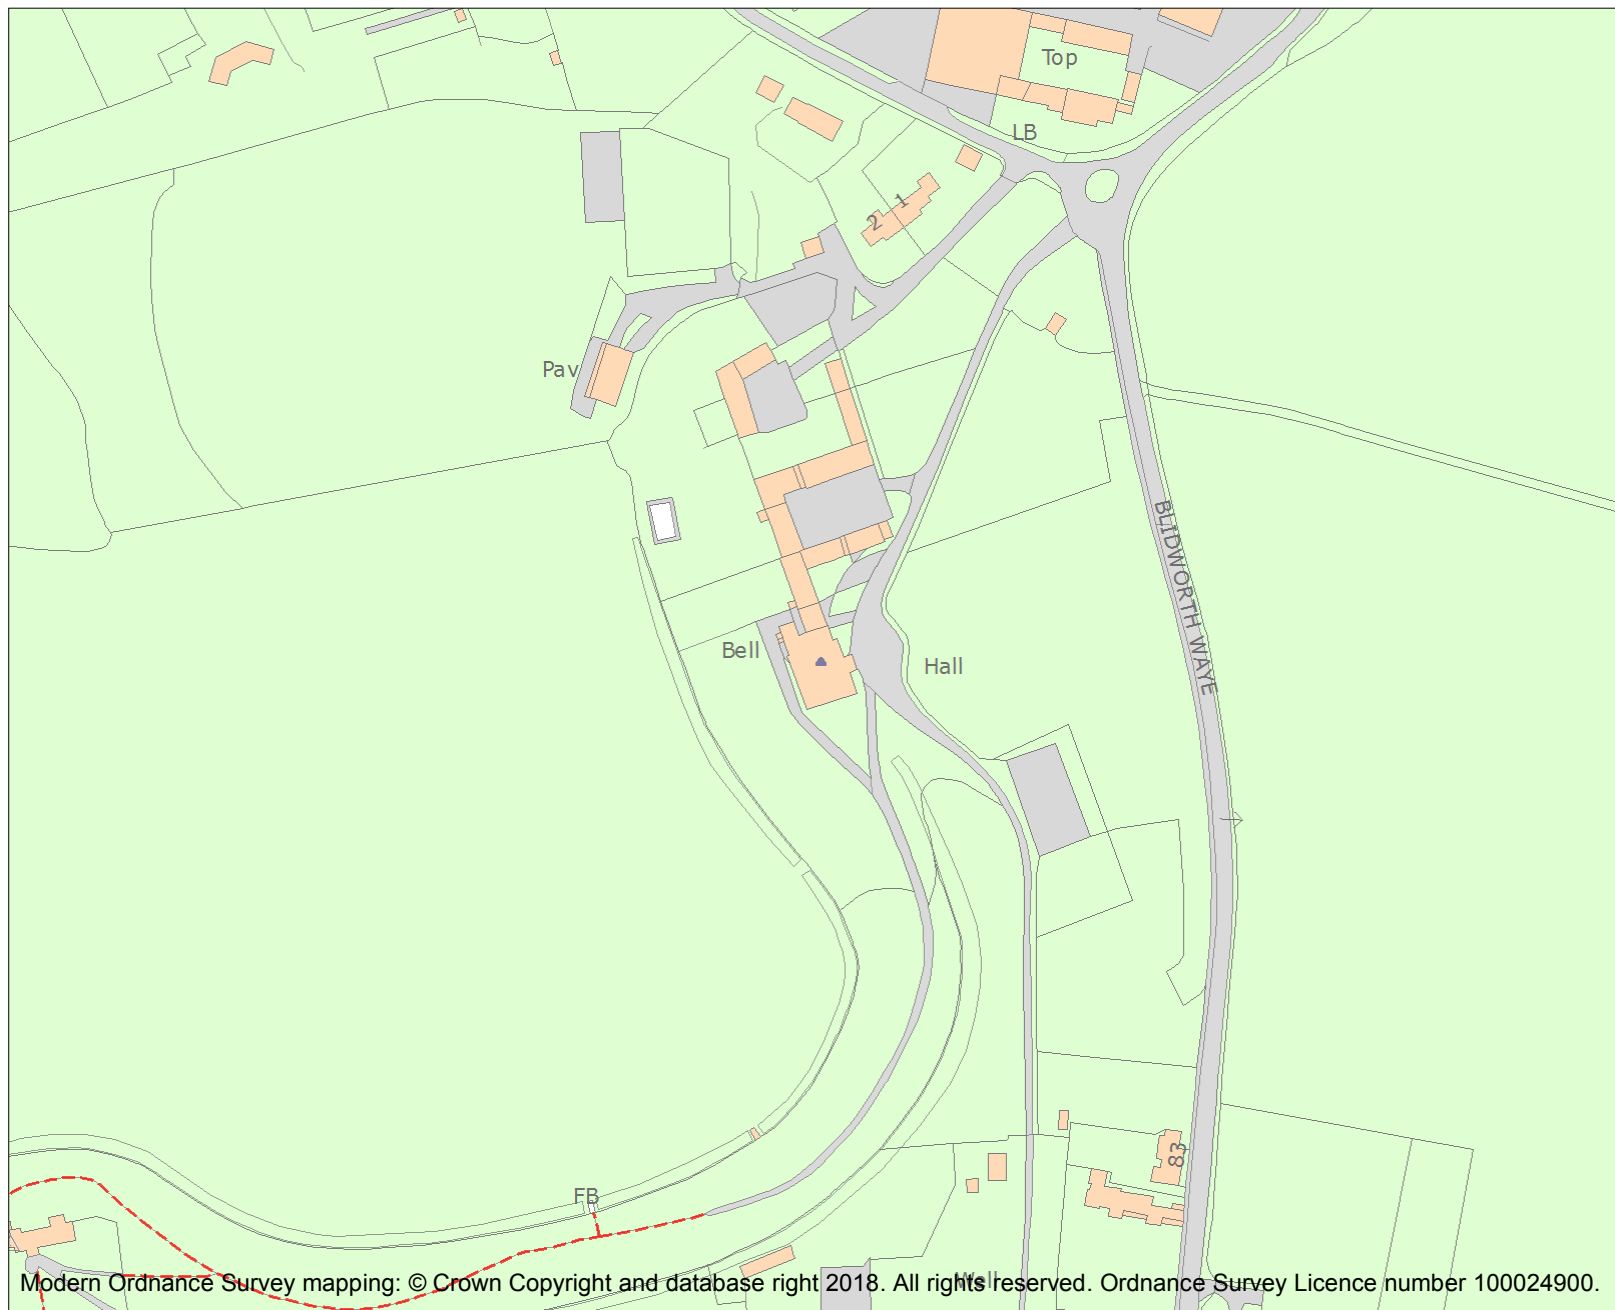 Top
LB
1
2
Pav
BLIDWORTH WAYE
Bell
Hall
83
FB
Well
Modern Ordnance Survey mapping: © Crown Copyright and database right 2018. All rights reserved. Ordnance Survey Licence number 100024900.